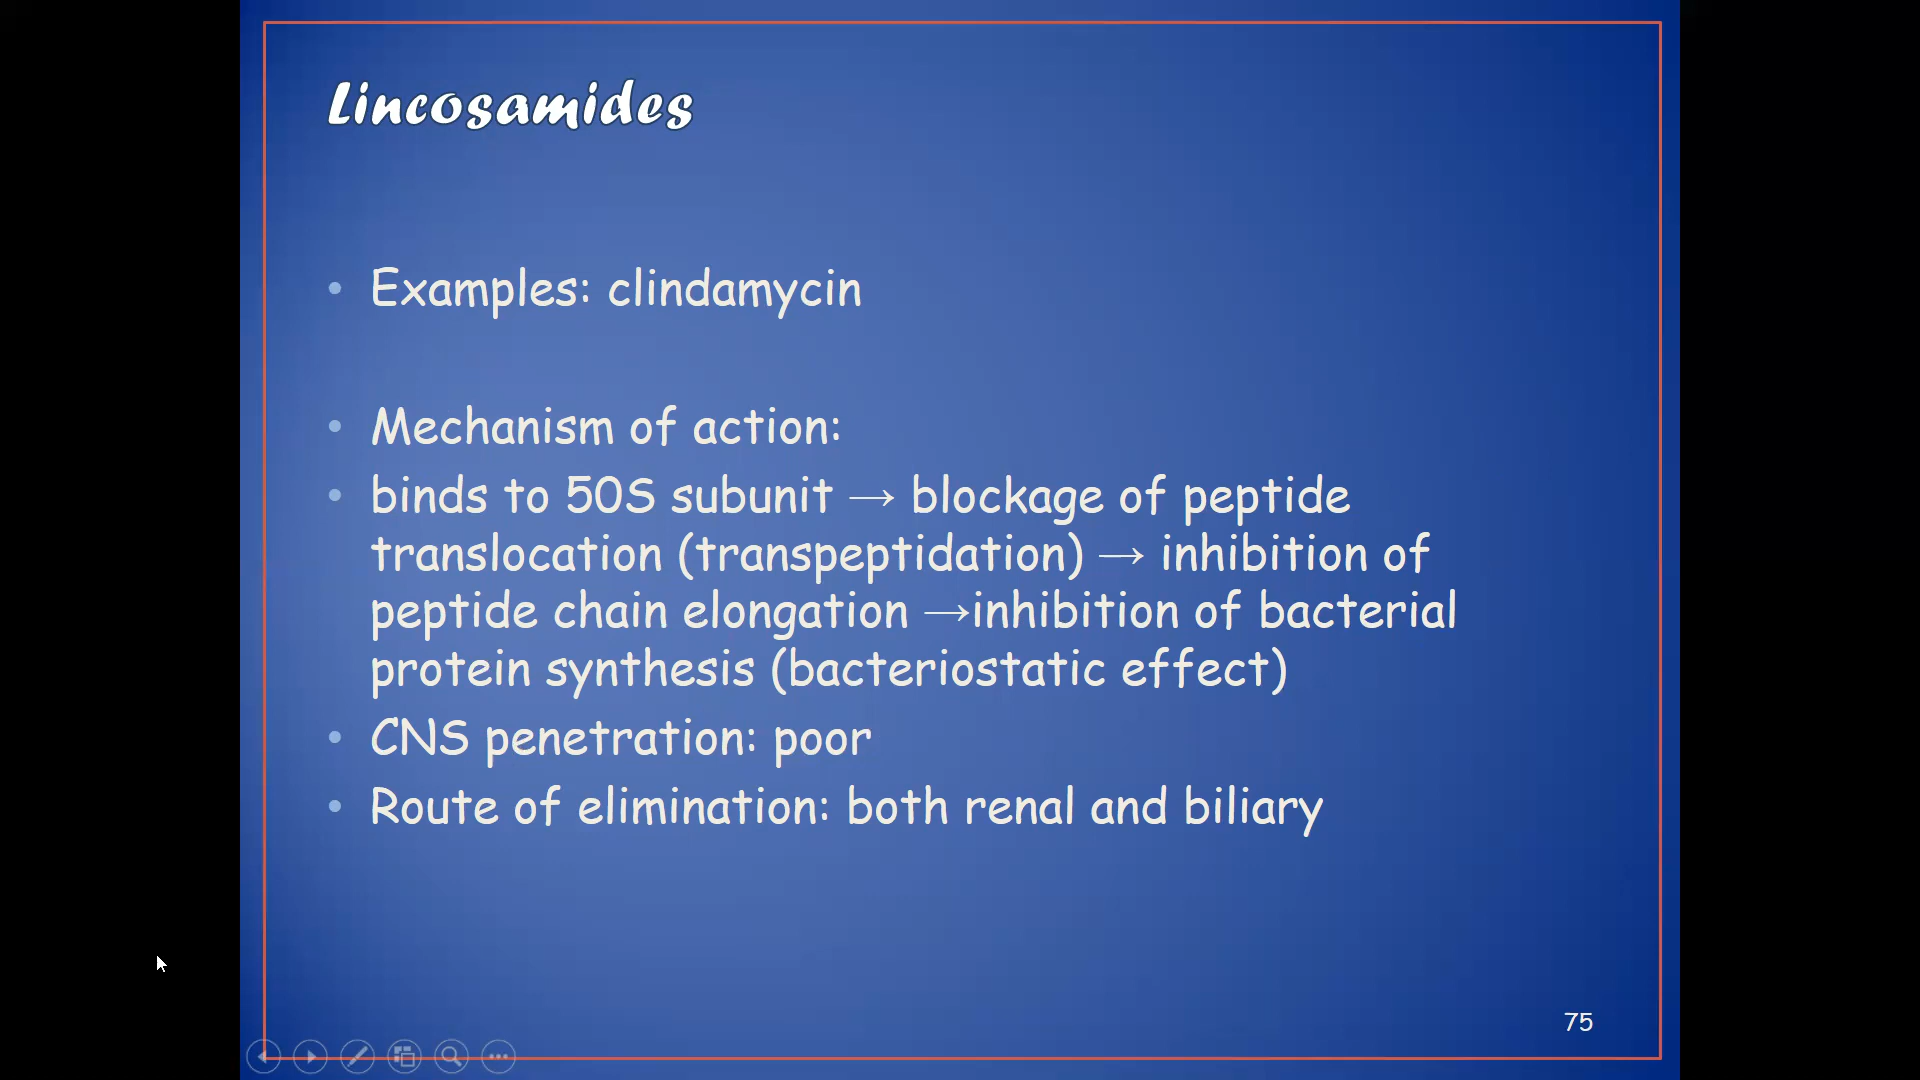 Lincosamides
• Examples: clindamycin
• Mechanism of action:
• binds to 50S subunit → blockage of peptide
translocation (transpeptidation) → inhibition of
peptide chain elongation →inhibition of bacterial
protein synthesis (bacteriostatic effect)
• CNS penetration: poor
• Route of elimination: both renal and biliary
75